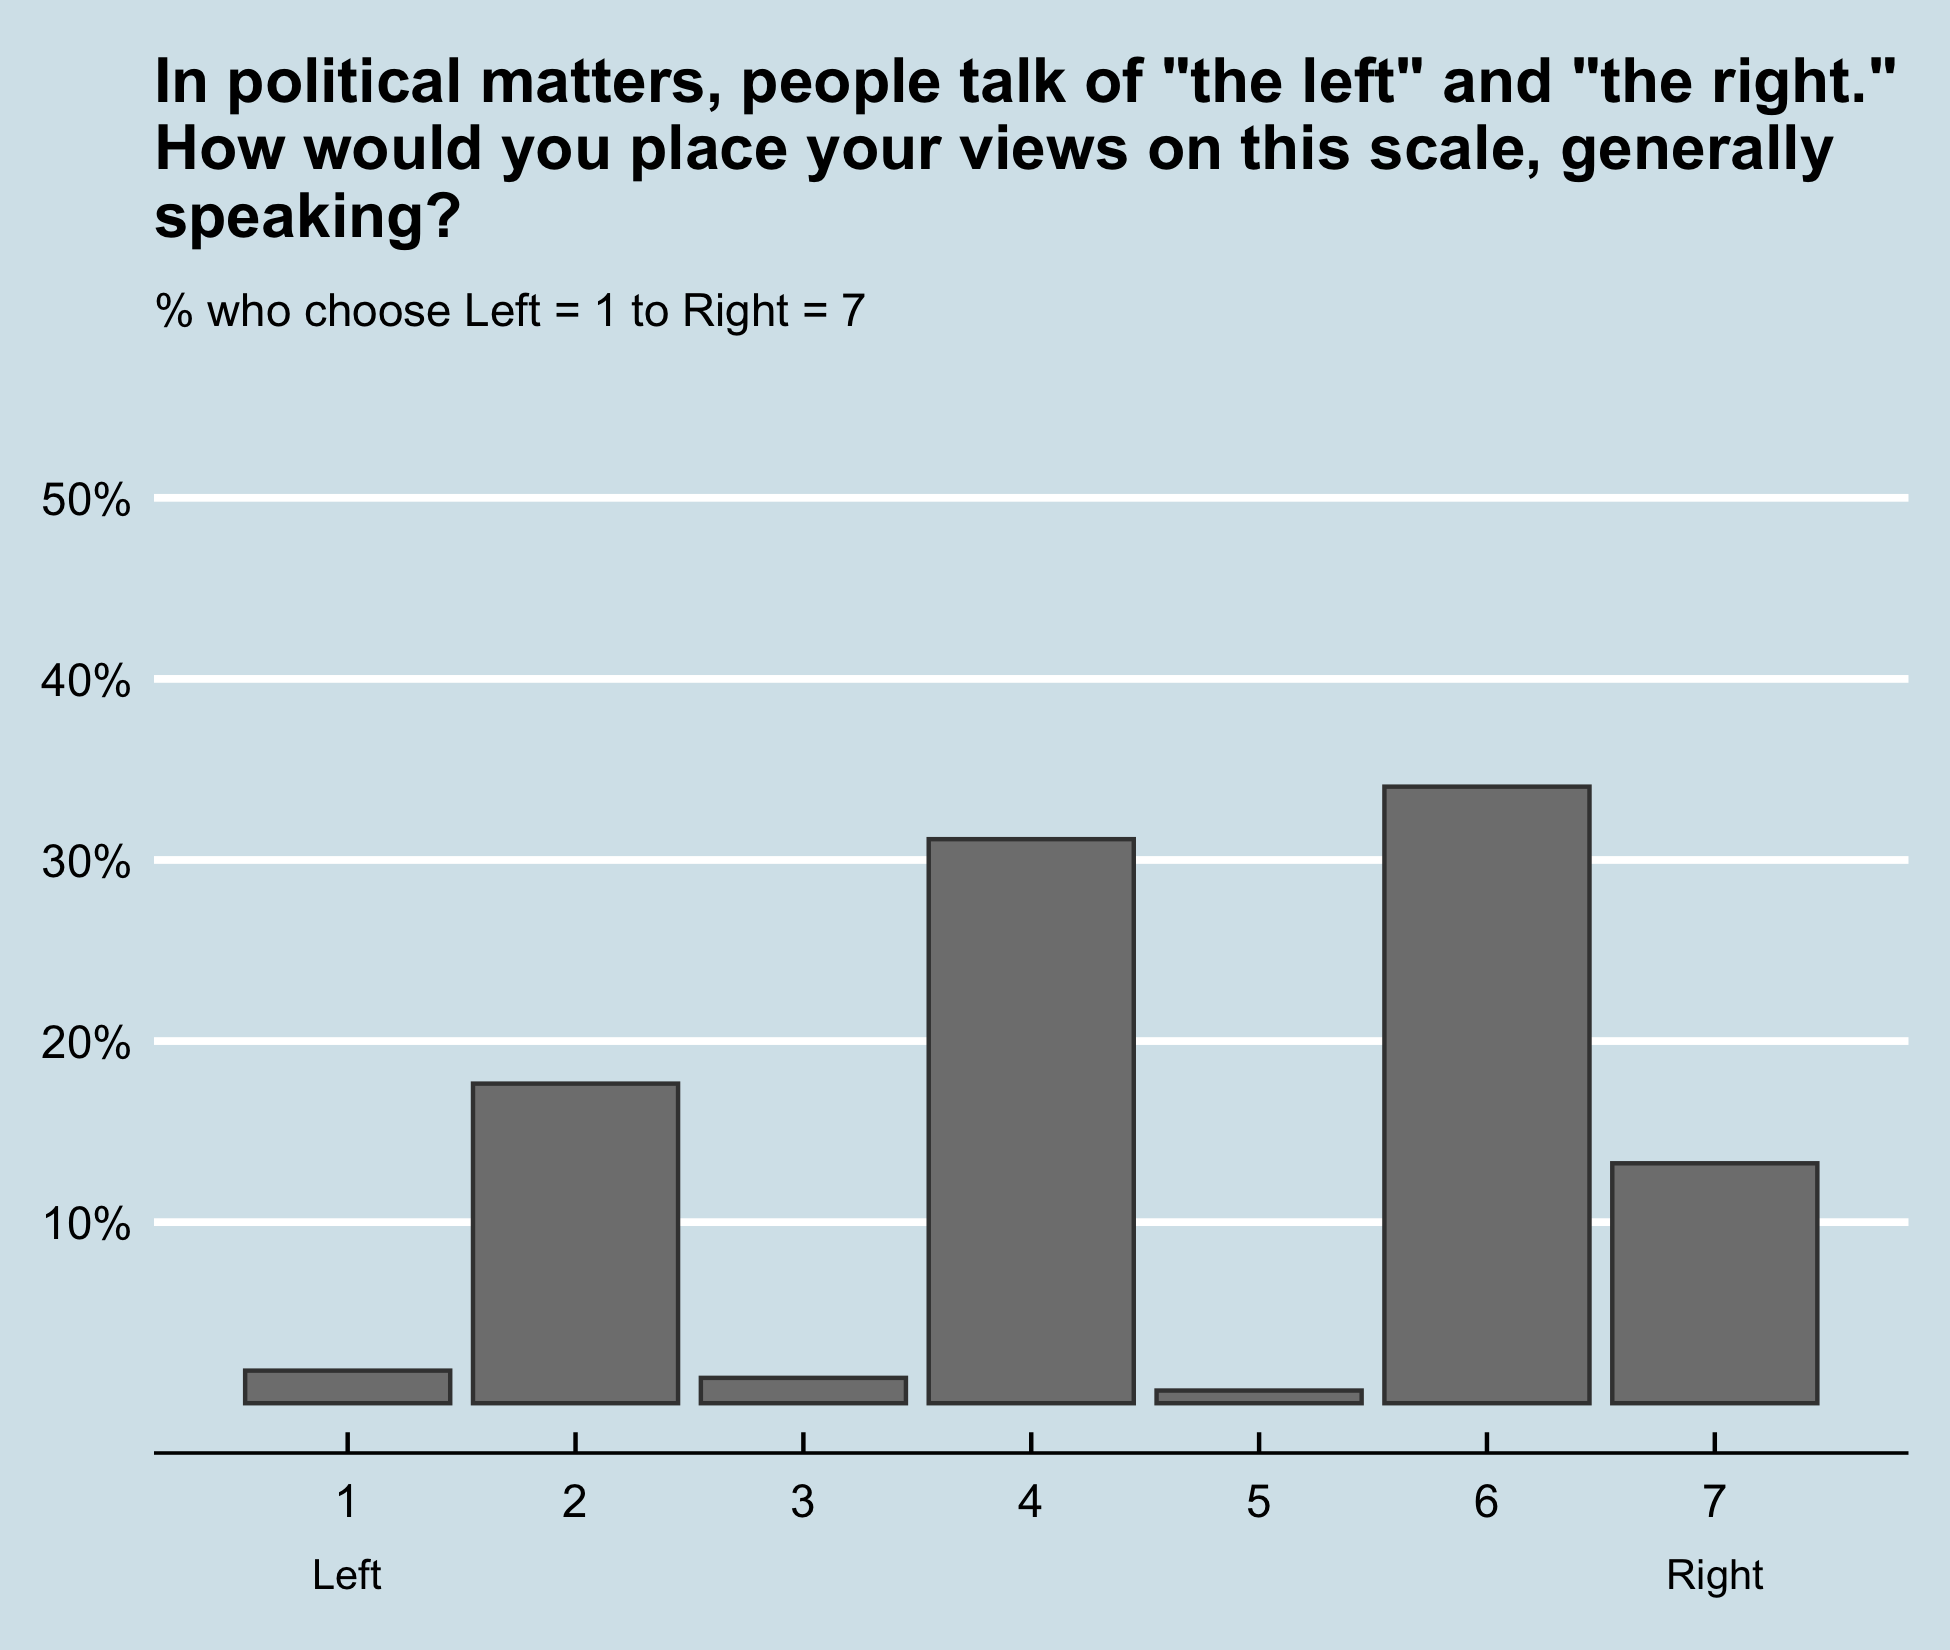 In political matters, people talk of "the left" and "the right."
How would you place your views on this scale, generally
speaking?
% who choose Left = 1 to Right = 7
50%
40%
30%
20%
10%
1 2 3 4 5 6 7
Left Right